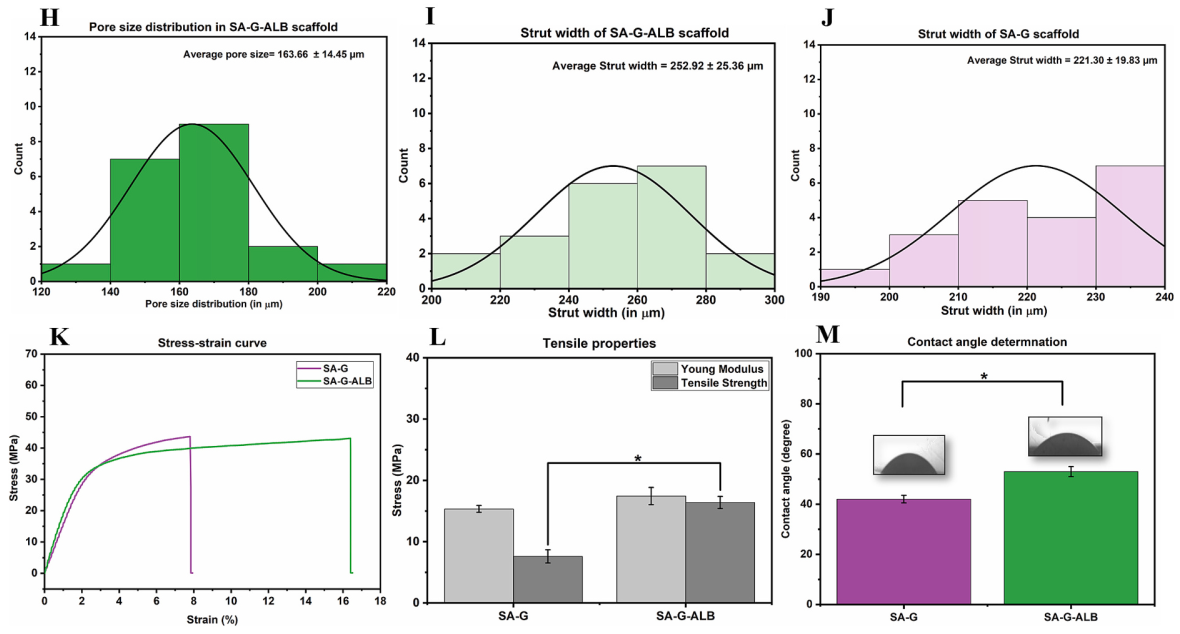 H
Pore size distribution in SA-G-ALB scaffold
Average pore size= 163.66 ± 14.45 µm
14
12
10
8
6
4
2
0
Count
120 140 160 180 200 220
Pore size distribution (in µm)
I
Strut width of SA-G-ALB scaffold
Average Strut width = 252.92 ± 25.36 µm
14
12
10
8
6
4
2
0
Count
200 220 240 260 280 300
Strut width (in µm)
J
Strut width of SA-G scaffold
Average Strut width = 221.30 ± 19.83 µm
14
12
10
8
6
4
2
0
Count
190 200 210 220 230 240
Strut width (in µm)
K
Stress-strain curve
SA-G
SA-G-ALB
70
60
50
40
30
20
10
0
Stress (MPa)
0 2 4 6 8 10 12 14 16 18
Strain (%)
L
Tensile properties
Young Modulus
Tensile Strength
*
40
30
20
10
0
Stress (MPa)
SA-G SA-G-ALB
M
Contact angle determnation
*
100
80
60
40
20
0
Contact angle (degree)
SA-G SA-G-ALB